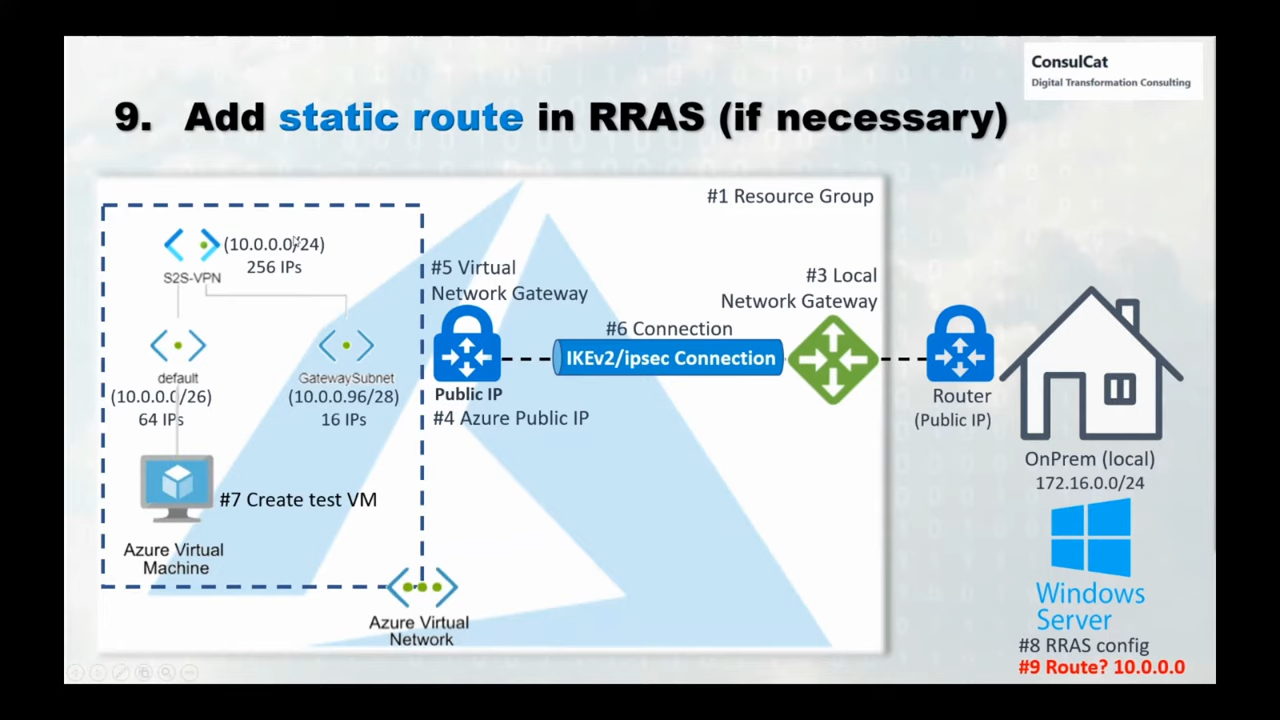 ConsulCat
Digital Transformation Consulting
9. Add static route in RRAS (if necessary)
#1 Resource Group
(10.0.0.0/24)
256 IPs
S2S-VPN
#5 Virtual
Network Gateway
#3 Local
Network Gateway
#6 Connection
IKEv2/ipsec Connection
default
(10.0.0.0/26)
64 IPs
GatewaySubnet
(10.0.0.96/28)
16 IPs
Public IP
#4 Azure Public IP
Router
(Public IP)
OnPrem (local)
172.16.0.0/24
#7 Create test VM
Azure Virtual
Machine
Azure Virtual
Network
Windows
Server
#8 RRAS config
#9 Route? 10.0.0.0